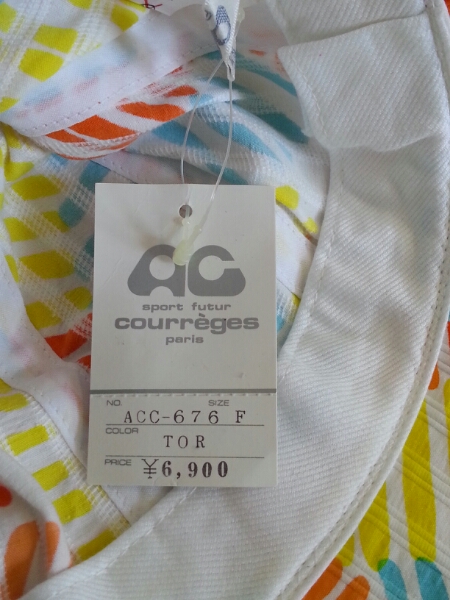 AC
sport futur
courrèges
paris
NO. SIZE
ACC-676 F
COLOR TOR
PRICE ¥6,900